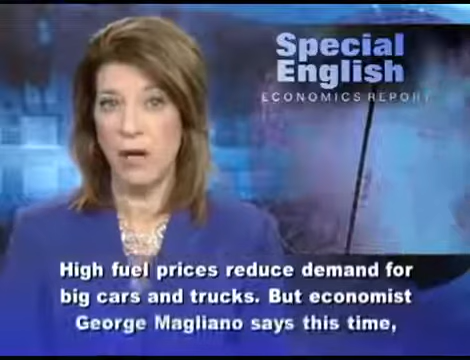 Special
English
ECONOMICS REPORT
High fuel prices reduce demand for
big cars and trucks. But economist
George Magliano says this time,